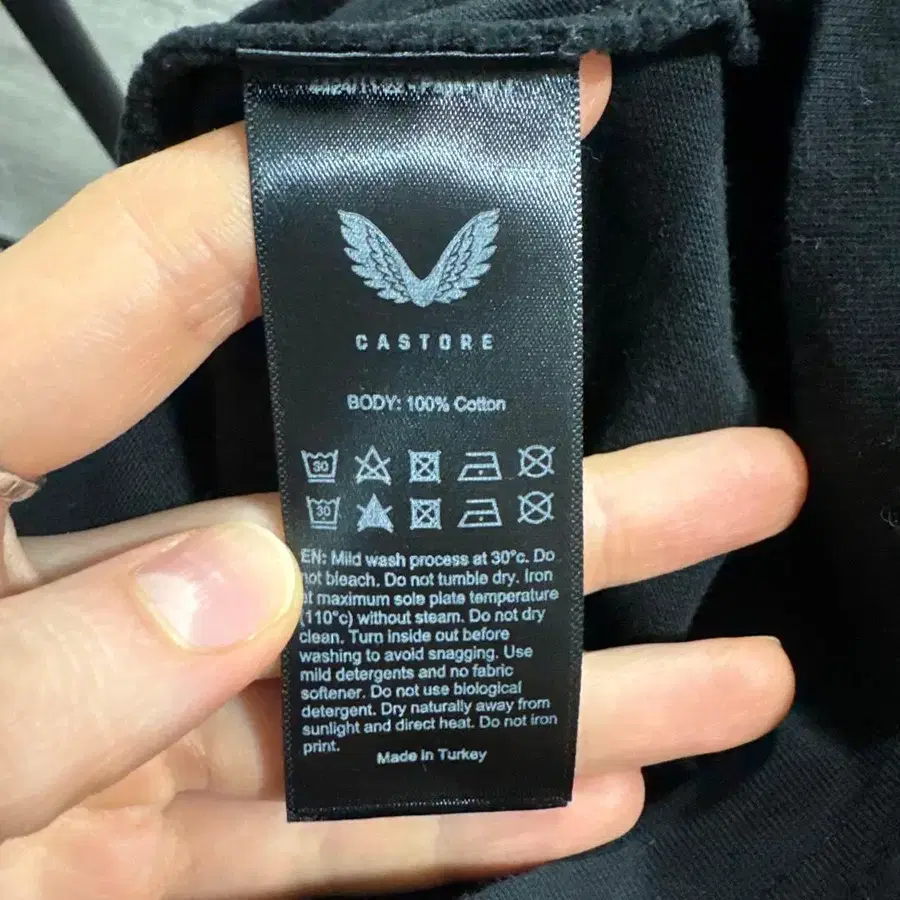 CASTORE
BODY: 100% Cotton
30
30
EN: Mild wash process at 30°c. Do
not bleach. Do not tumble dry. Iron
at maximum sole plate temperature
(110°c) without steam. Do not dry
clean. Turn inside out before
washing to avoid snagging. Use
mild detergents and no fabric
softener. Do not use biological
detergent. Dry naturally away from
sunlight and direct heat. Do not iron
print.
Made in Turkey